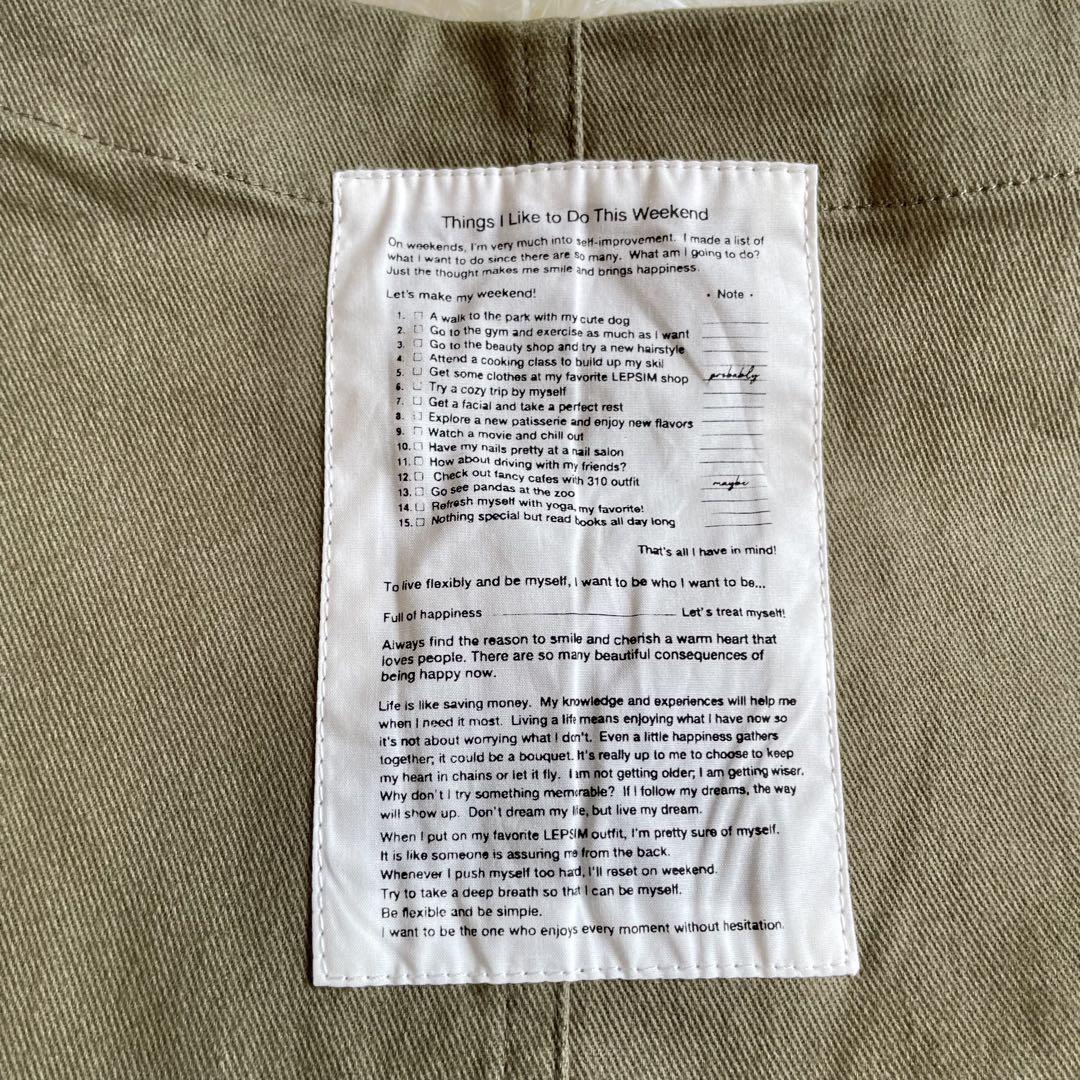 Things I Like to Do This Weekend
On weekends, I'm very much into self-improvement. I made a list of
what I want to do since there are so many. What am I going to do?
Just the thought makes me smile and brings happiness.
Let's make my weekend! • Note •
1. □ A walk to the park with my cute dog
2. □ Go to the gym and exercise as much as I want
3. □ Go to the beauty shop and try a new hairstyle
4. □ Attend a cooking class to build up my skil
5. □ Get some clothes at my favorite LEPSIM shop probably
6. □ Try a cozy trip by myself
7. □ Get a facial and take a perfect rest
8. □ Explore a new patisserie and enjoy new flavors
9. □ Watch a movie and chill out
10. □ Have my nails pretty at a nail salon
11. □ How about driving with my friends?
12. □ Check out fancy cafes with 310 outfit maybe
13. □ Go see pandas at the zoo
14. □ Refresh myself with yoga, my favorite!
15. □ Nothing special but read books all day long
That's all I have in mind!
To live flexibly and be myself, I want to be who I want to be...
Full of happiness Let's treat myself!
Always find the reason to smile and cherish a warm heart that
loves people. There are so many beautiful consequences of
being happy now.
Life is like saving money. My knowledge and experiences will help me
when I need it most. Living a life means enjoying what I have now so
it's not about worrying what I don't. Even a little happiness gathers
together; it could be a bouquet. It's really up to me to choose to keep
my heart in chains or let it fly. I am not getting older; I am getting wiser.
Why don't I try something memorable? If I follow my dreams, the way
will show up. Don't dream my lie, but live my dream.
When I put on my favorite LEPSIM outfit, I'm pretty sure of myself.
It is like someone is assuring me from the back.
Whenever I push myself too had, I'll reset on weekend.
Try to take a deep breath so that I can be myself.
Be flexible and be simple.
I want to be the one who enjoys every moment without hesitation.